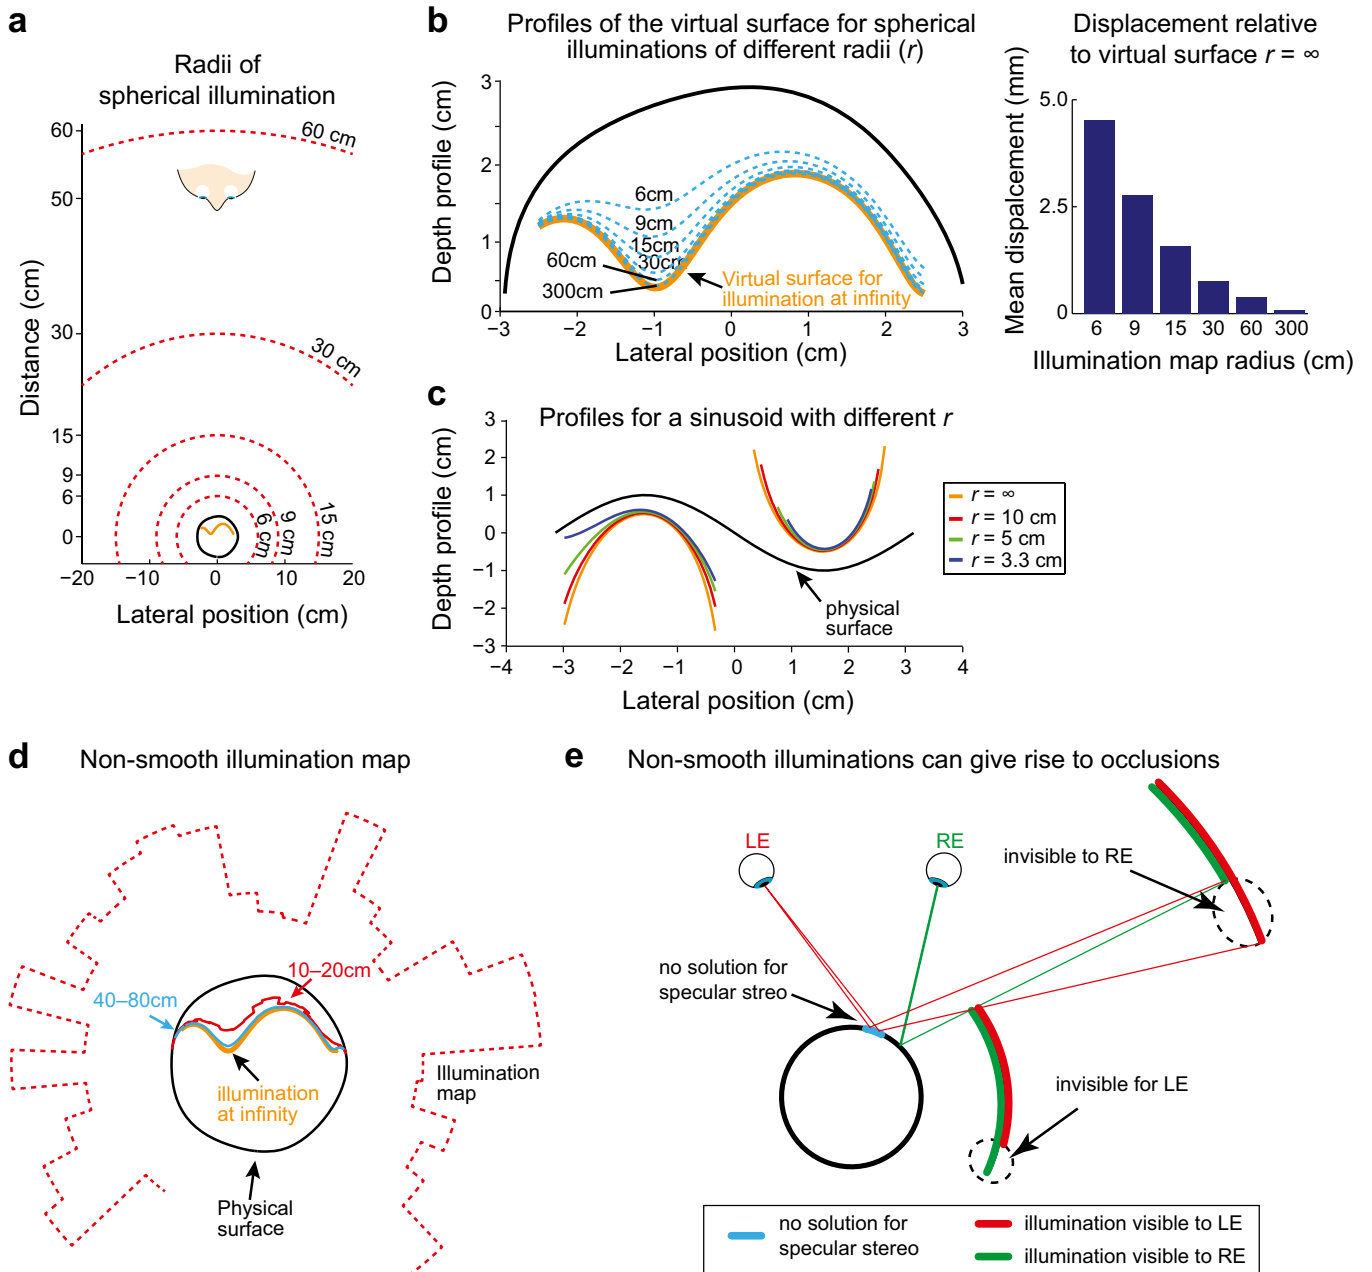 a
Radii of
spherical illumination
60 cm
30 cm
15 cm
9 cm
6 cm
60
50
30
15
9
6
0
Distance (cm)
−20
−10
0
10
20
Lateral position (cm)
b
Profiles of the virtual surface for spherical
illuminations of different radii (r)
3
2
1
0
Depth profile (cm)
6cm
9cm
15cm
30cm
60cm
300cm
Virtual surface for
illumination at infinity
−3
−2
−1
0
1
2
3
Lateral position (cm)
Displacement relative
to virtual surface r = ∞
Mean dispalcement (mm)
5.0
2.5
0
6
9
15
30
60
300
Illumination map radius (cm)
c
Profiles for a sinusoid with different r
3
2
1
0
−1
−2
−3
Depth profile (cm)
physical
surface
−4
−3
−2
−1
0
1
2
3
4
Lateral position (cm)
r = ∞
r = 10 cm
r = 5 cm
r = 3.3 cm
d
Non-smooth illumination map
10–20cm
40–80cm
illumination
at infinity
Illumination
map
Physical
surface
e
Non-smooth illuminations can give rise to occlusions
LE
RE
invisible to RE
no solution for
specular streo
invisible for LE
no solution for
specular stereo
illumination visible to LE
illumination visible to RE